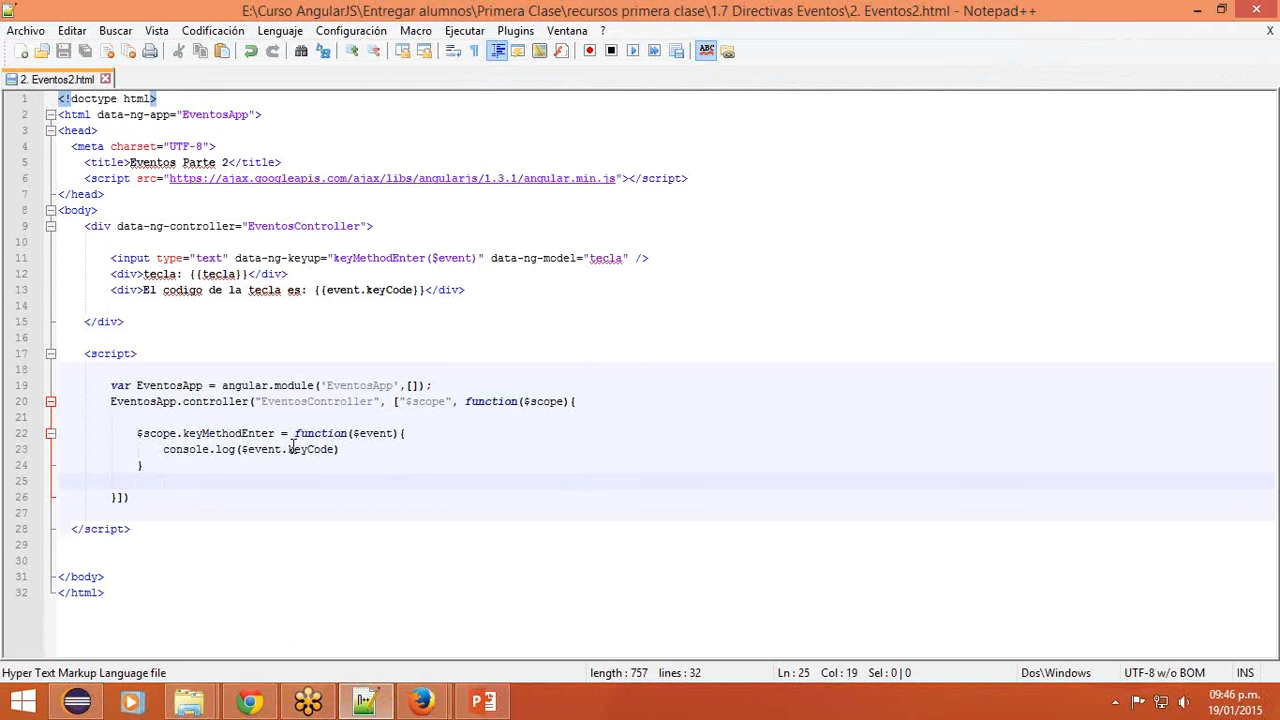 E:\Curso AngularJS\Entregar alumnos\Primera Clase\recursos primera clase\1.7 Directivas Eventos\2. Eventos2.html - Notepad++
Archivo Editar Buscar Vista Codificación Lenguaje Configuración Macro Ejecutar Plugins Ventana ? X
2. Eventos2.html
1 <!doctype html>
2 <html data-ng-app="EventosApp">
3 <head>
4 <meta charset="UTF-8">
5 <title>Eventos Parte 2</title>
6 <script src="https://ajax.googleapis.com/ajax/libs/angularjs/1.3.1/angular.min.js"></script>
7 </head>
8 <body>
9 <div data-ng-controller="EventosController">
10
11 <input type="text" data-ng-keyup="keyMethodEnter($event)" data-ng-model="tecla" />
12 <div>tecla: {{tecla}}</div>
13 <div>El codigo de la tecla es: {{event.keyCode}}</div>
14
15 </div>
16
17 <script>
18
19 var EventosApp = angular.module('EventosApp',[]);
20 EventosApp.controller("EventosController", ["$scope", function($scope){
21
22 $scope.keyMethodEnter = function($event){
23 console.log($event.keyCode)
24 }
25
26 }])
27
28 </script>
29
30
31 </body>
32 </html>
Hyper Text Markup Language file length : 757 lines : 32 Ln : 25 Col : 19 Sel : 0 | 0 Dos\Windows UTF-8 w/o BOM INS
09:46 p.m.
19/01/2015